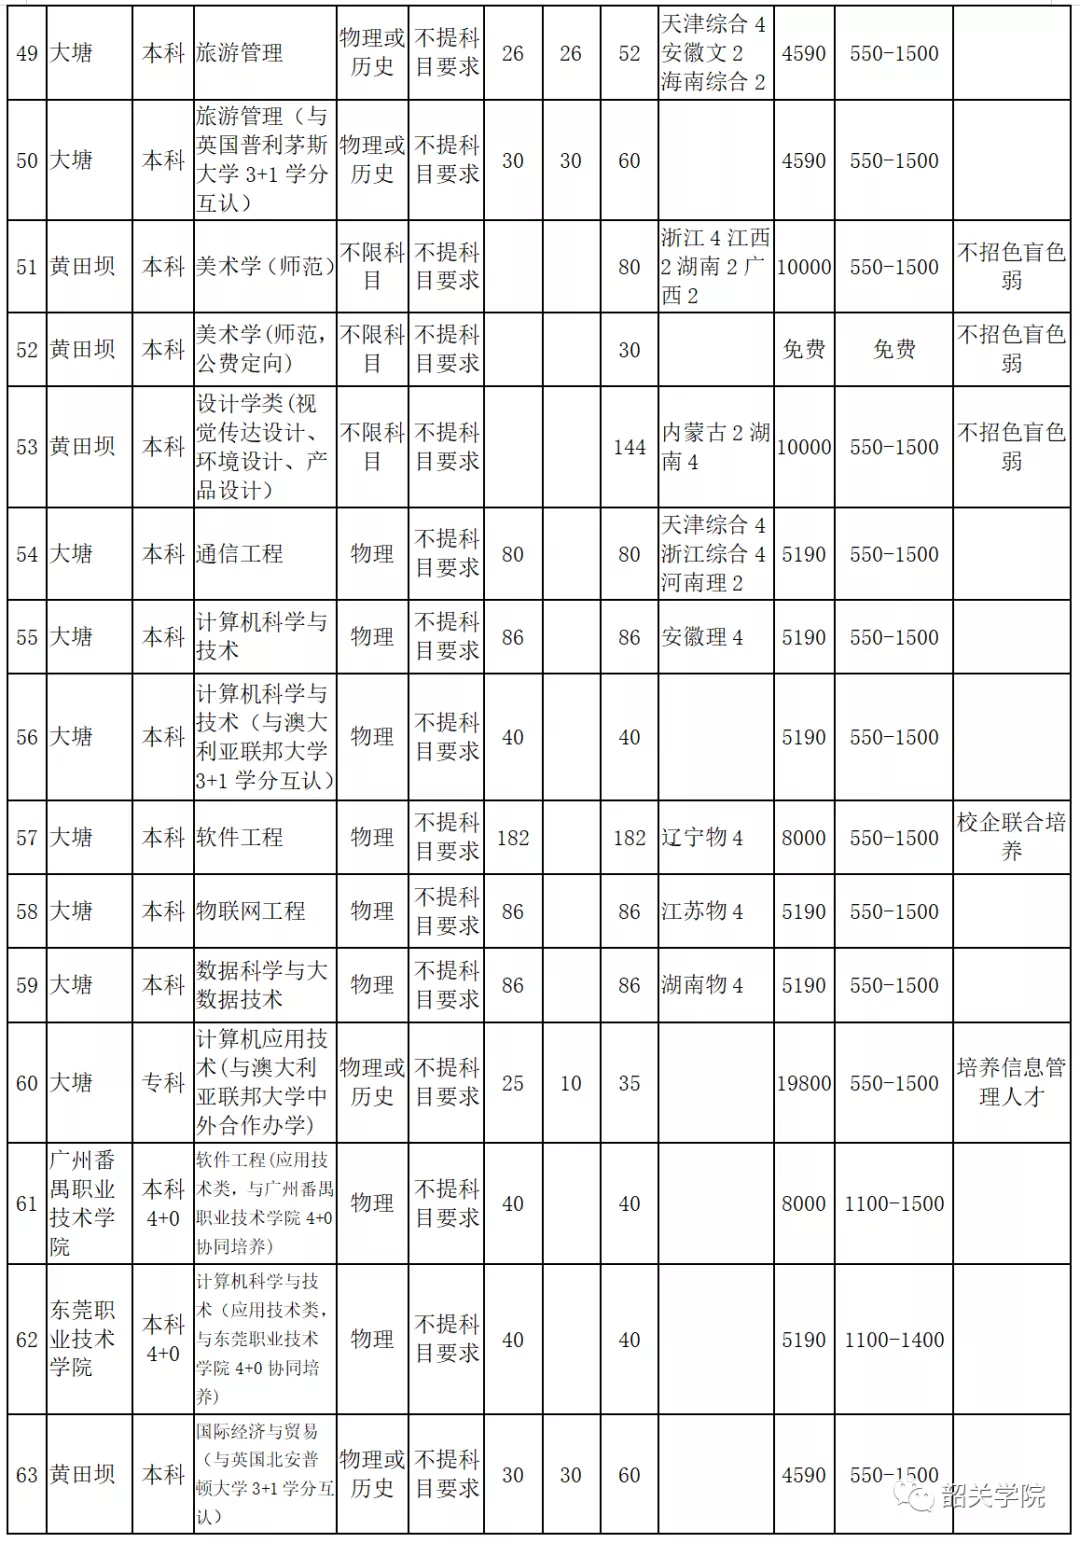 49 大塘 本科 旅游管理 物理或历史 不提科目要求 26 26 52 天津综合4安徽文2海南综合2 4590 550-1500
50 大塘 本科 旅游管理（与英国普利茅斯大学3+1学分互认） 物理或历史 不提科目要求 30 30 60 4590 550-1500
51 黄田坝 本科 美术学（师范） 不限科目 不提科目要求 80 浙江4江西2湖南2广西2 10000 550-1500 不招色盲色弱
52 黄田坝 本科 美术学(师范,公费定向) 不限科目 不提科目要求 30 免费 免费 不招色盲色弱
53 黄田坝 本科 设计学类(视觉传达设计、环境设计、产品设计） 不限科目 不提科目要求 144 内蒙古2湖南4 10000 550-1500 不招色盲色弱
54 大塘 本科 通信工程 物理 不提科目要求 80 80 天津综合4浙江综合4河南理2 5190 550-1500
55 大塘 本科 计算机科学与技术 物理 不提科目要求 86 86 安徽理4 5190 550-1500
56 大塘 本科 计算机科学与技术（与澳大利亚联邦大学3+1学分互认） 物理 不提科目要求 40 40 5190 550-1500
57 大塘 本科 软件工程 物理 不提科目要求 182 182 辽宁物4 8000 550-1500 校企联合培养
58 大塘 本科 物联网工程 物理 不提科目要求 86 86 江苏物4 5190 550-1500
59 大塘 本科 数据科学与大数据技术 物理 不提科目要求 86 86 湖南物4 5190 550-1500
60 大塘 专科 计算机应用技术(与澳大利亚联邦大学中外合作办学) 物理或历史 不提科目要求 25 10 35 19800 550-1500 培养信息管理人才
61 广州番禺职业技术学院 本科4+0 软件工程(应用技术类，与广州番禺职业技术学院4+0协同培养) 物理 不提科目要求 40 40 8000 1100-1500
62 东莞职业技术学院 本科4+0 计算机科学与技术（应用技术类，与东莞职业技术学院4+0协同培养) 物理 不提科目要求 40 40 5190 1100-1400
63 黄田坝 本科 国际经济与贸易（与英国北安普顿大学3+1学分互认） 物理或历史 不提科目要求 30 30 60 4590 550-1500
韶关学院